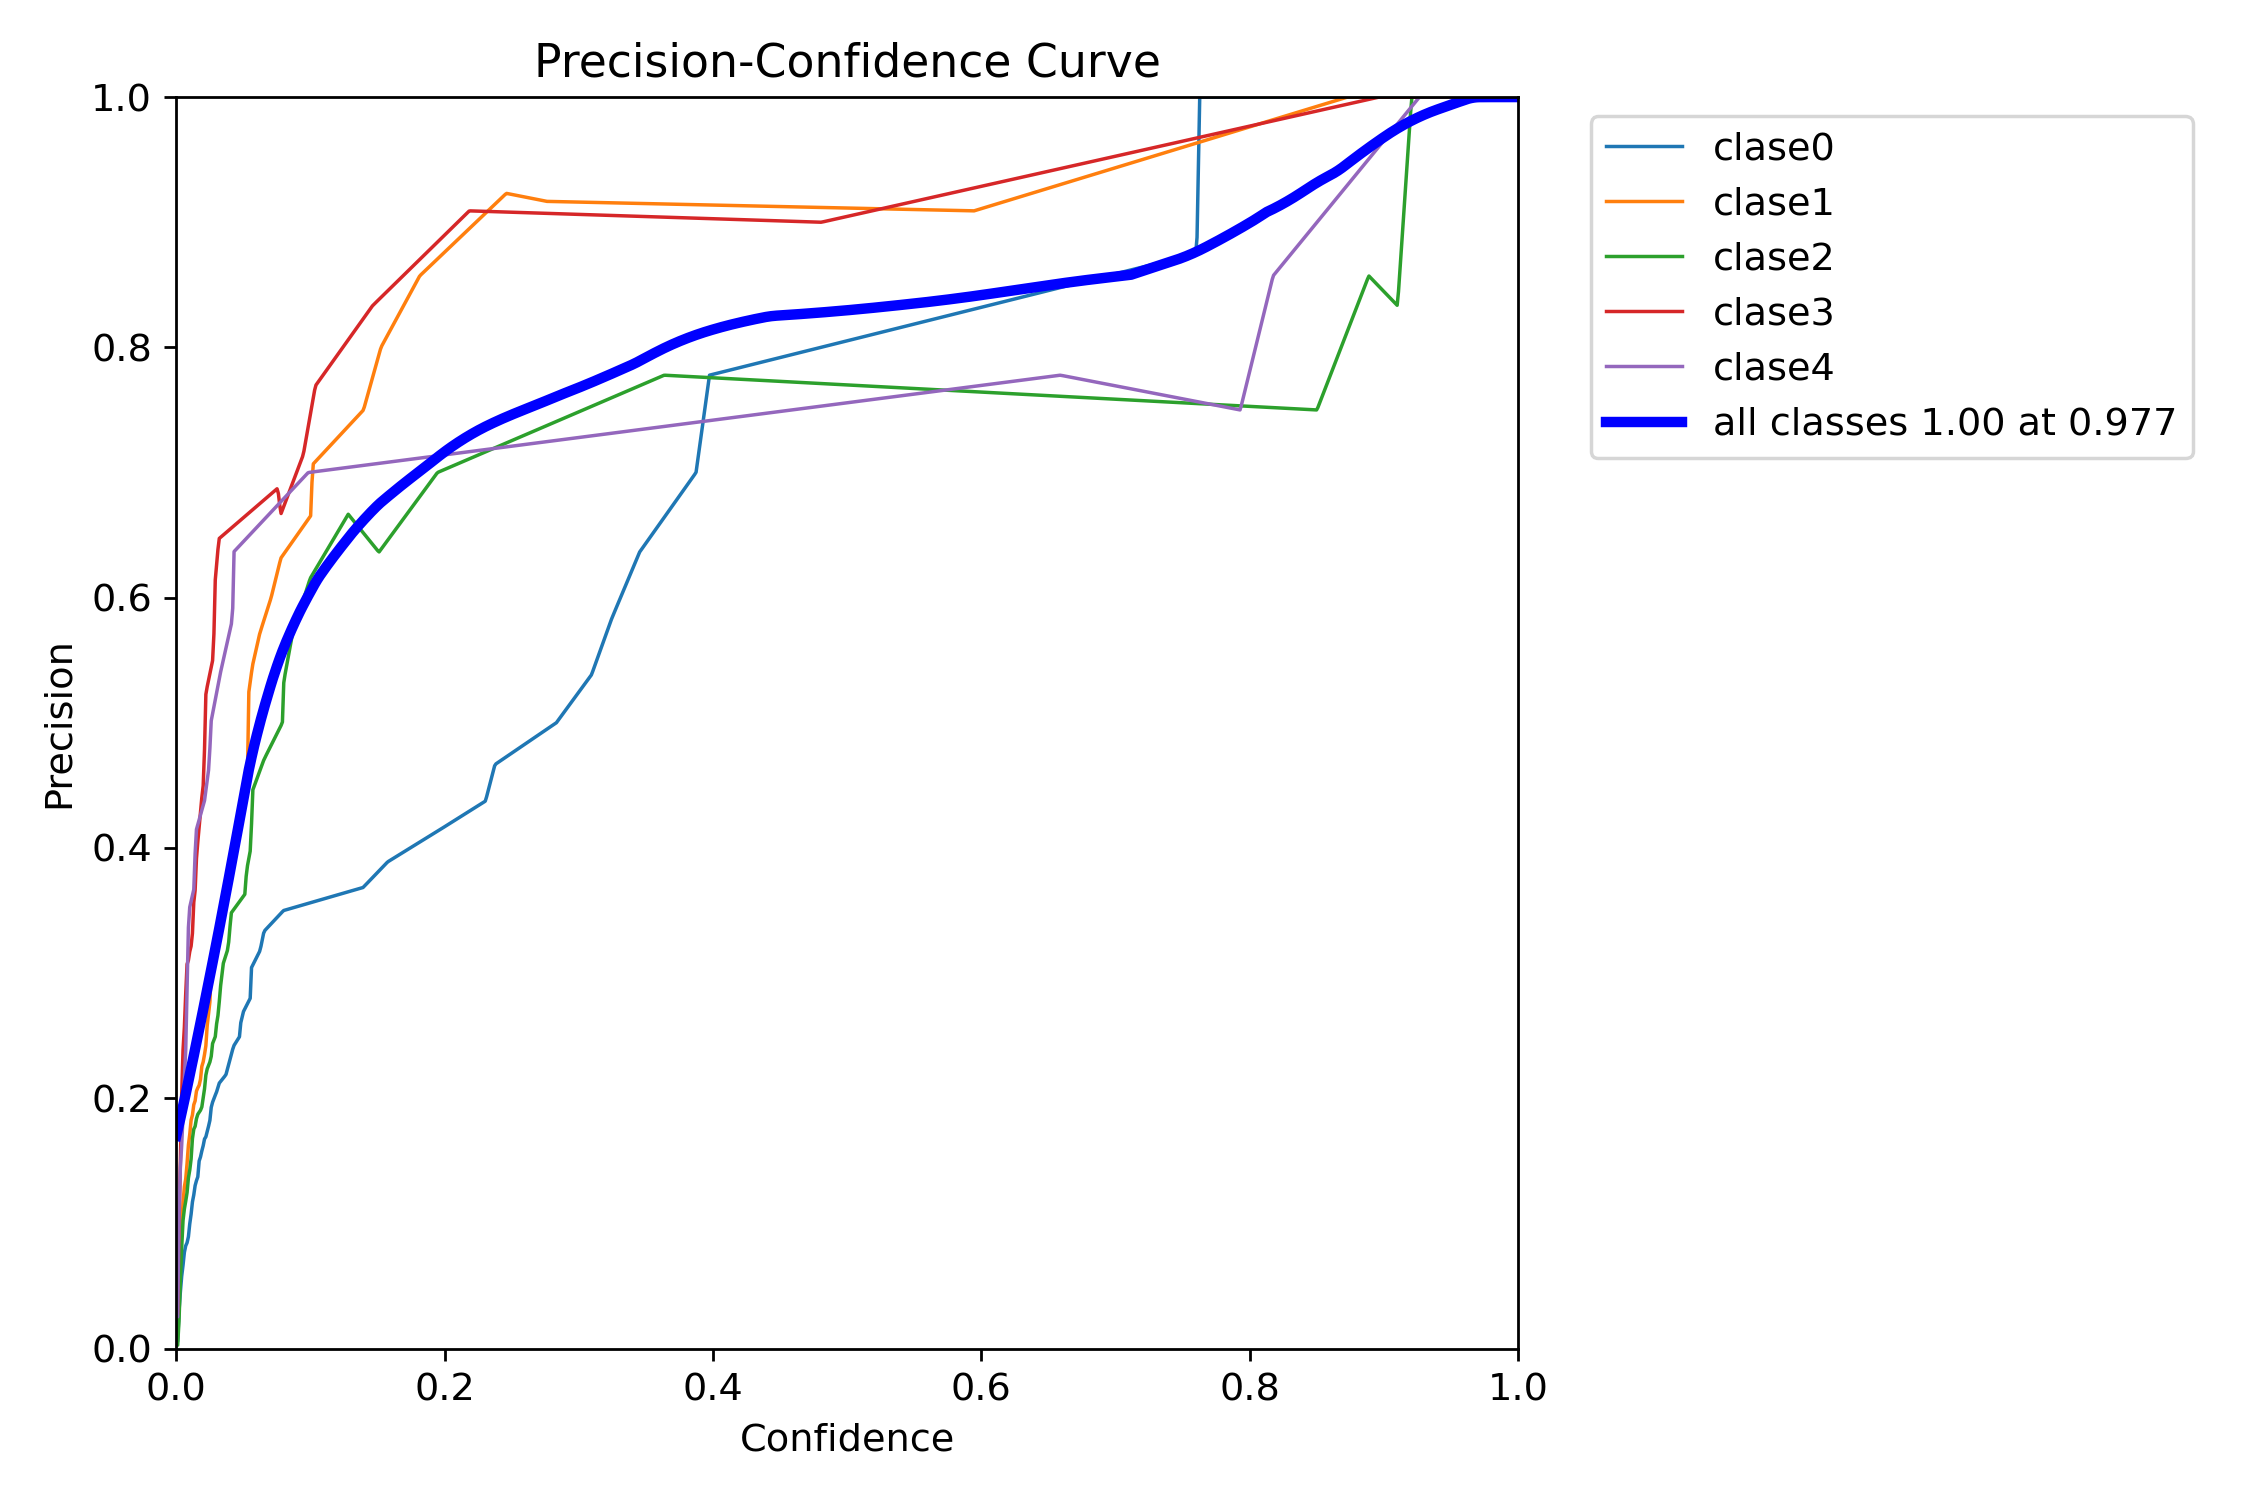 Precision-Confidence Curve
1.0
0.8
0.6
0.4
0.2
0.0
Precision
0.0 0.2 0.4 0.6 0.8 1.0
Confidence
clase0
clase1
clase2
clase3
clase4
all classes 1.00 at 0.977